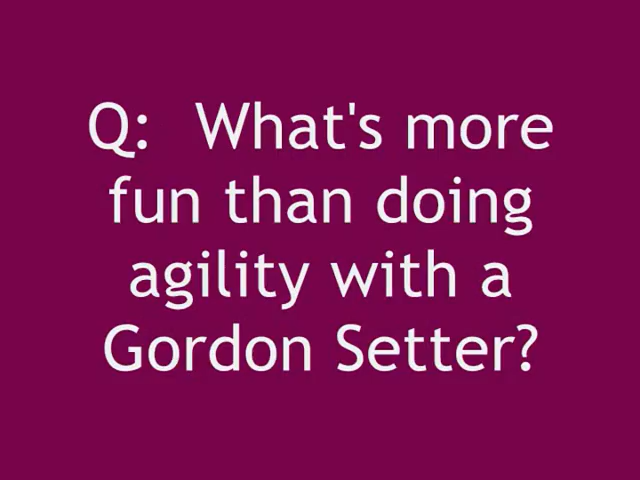 Q:  What's more
fun than doing
agility with a
Gordon Setter?